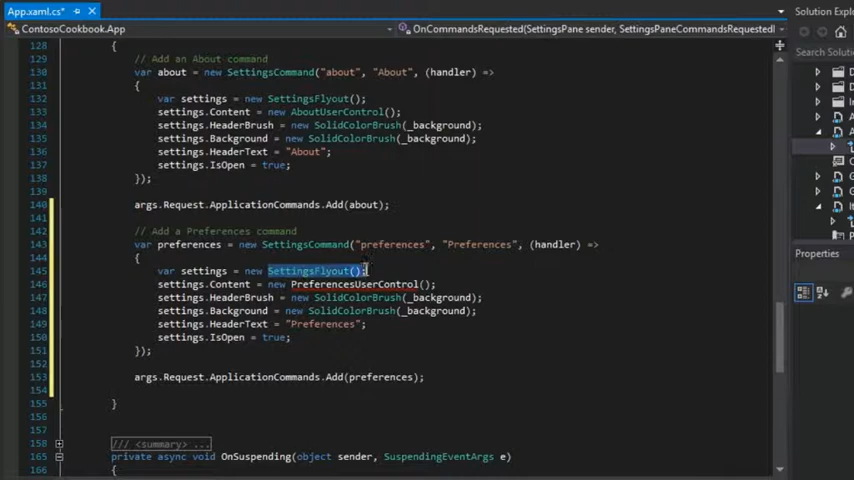 App.xaml.cs*
Solution Explo
ContosoCookbook.App
OnCommandsRequested(SettingsPane sender, SettingsPaneCommandsRequestedl
Search Solution
128 {
129 // Add an About command
130 var about = new SettingsCommand("about", "About", (handler) =>
131 {
132 var settings = new SettingsFlyout();
133 settings.Content = new AboutUserControl();
134 settings.HeaderBrush = new SolidColorBrush(_background);
135 settings.Background = new SolidColorBrush(_background);
136 settings.HeaderText = "About";
137 settings.IsOpen = true;
138 });
139
140 args.Request.ApplicationCommands.Add(about);
141
142 // Add a Preferences command
143 var preferences = new SettingsCommand("preferences", "Preferences", (handler) =>
144 {
145 var settings = new SettingsFlyout();
146 settings.Content = new PreferencesUserControl();
147 settings.HeaderBrush = new SolidColorBrush(_background);
148 settings.Background = new SolidColorBrush(_background);
149 settings.HeaderText = "Preferences";
150 settings.IsOpen = true;
151 });
152
153 args.Request.ApplicationCommands.Add(preferences);
154
155 }
156
157
158 /// <summary> ...
165 private async void OnSuspending(object sender, SuspendingEventArgs e)
166 {
Properties